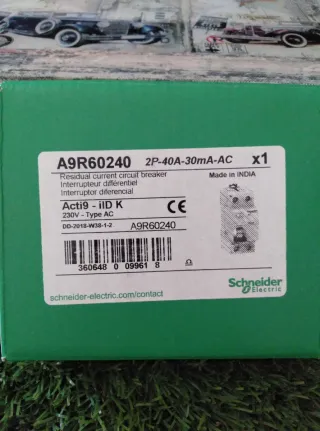 A9R60240 2P-40A-30mA-AC x1
Residual current circuit breaker
Interrupteur différentiel
Interruptor diferencial
Made in INDIA
Acti9 - iID K
230V - Type AC
CE
DD-2018-W38-1-2 A9R60240
360648 0 09961 8
schneider-electric.com/contact
Schneider
Electric